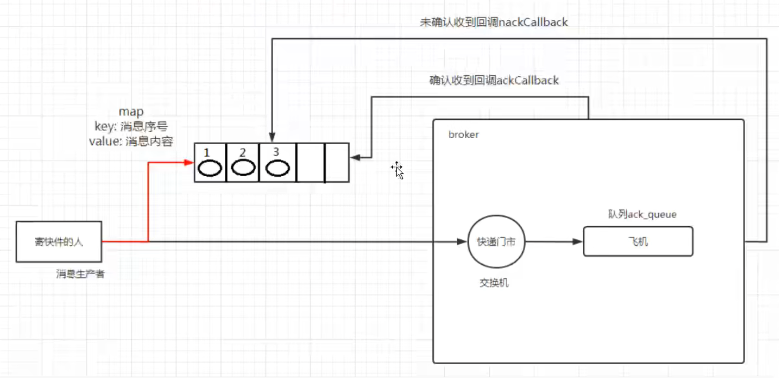 未确认收到回调nackCallback
确认收到回调ackCallback
map
key: 消息序号
value: 消息内容
1 2 3
broker
队列ack_queue
寄快件的人
快递门市
飞机
消息生产者
交换机